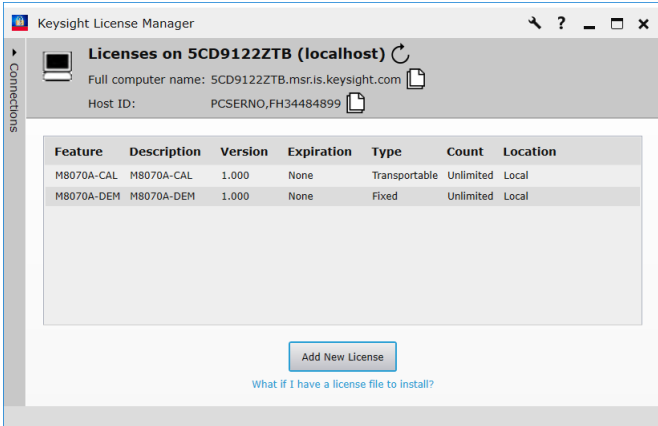 Keysight License Manager
?
Connections
Licenses on 5CD9122ZTB (localhost)
Full computer name: 5CD9122ZTB.msr.is.keysight.com
Host ID: PCSERNO,FH34484899
Feature Description Version Expiration Type Count Location
M8070A-CAL M8070A-CAL 1.000 None Transportable Unlimited Local
M8070A-DEM M8070A-DEM 1.000 None Fixed Unlimited Local
Add New License
What if I have a license file to install?